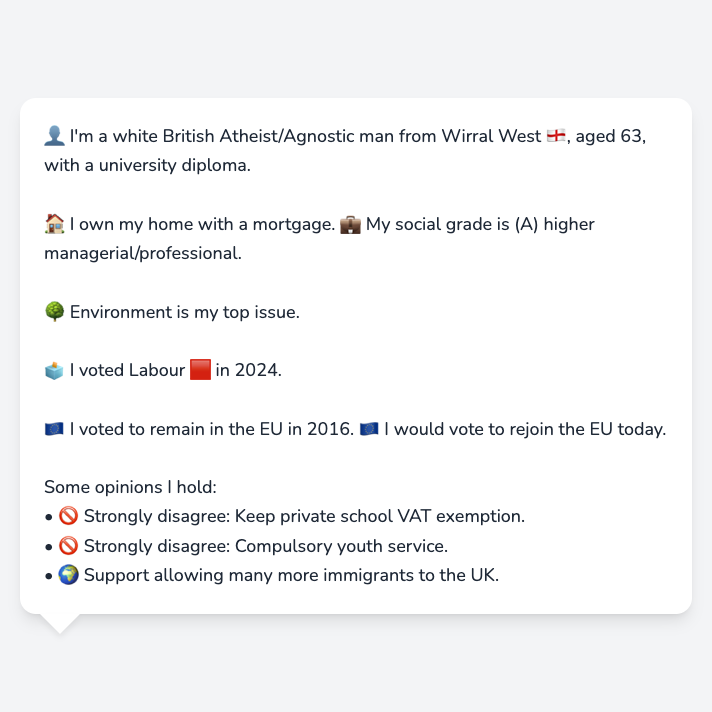 👤 I'm a white British Atheist/Agnostic man from Wirral West 🏴󠁧󠁢󠁥󠁮󠁧󠁿, aged 63,
with a university diploma.
🏠 I own my home with a mortgage. 💼 My social grade is (A) higher
managerial/professional.
🌳 Environment is my top issue.
🗳️ I voted Labour 🟥 in 2024.
🇪🇺 I voted to remain in the EU in 2016. 🇪🇺 I would vote to rejoin the EU today.
Some opinions I hold:
• 🚫 Strongly disagree: Keep private school VAT exemption.
• 🚫 Strongly disagree: Compulsory youth service.
• 🌍 Support allowing many more immigrants to the UK.